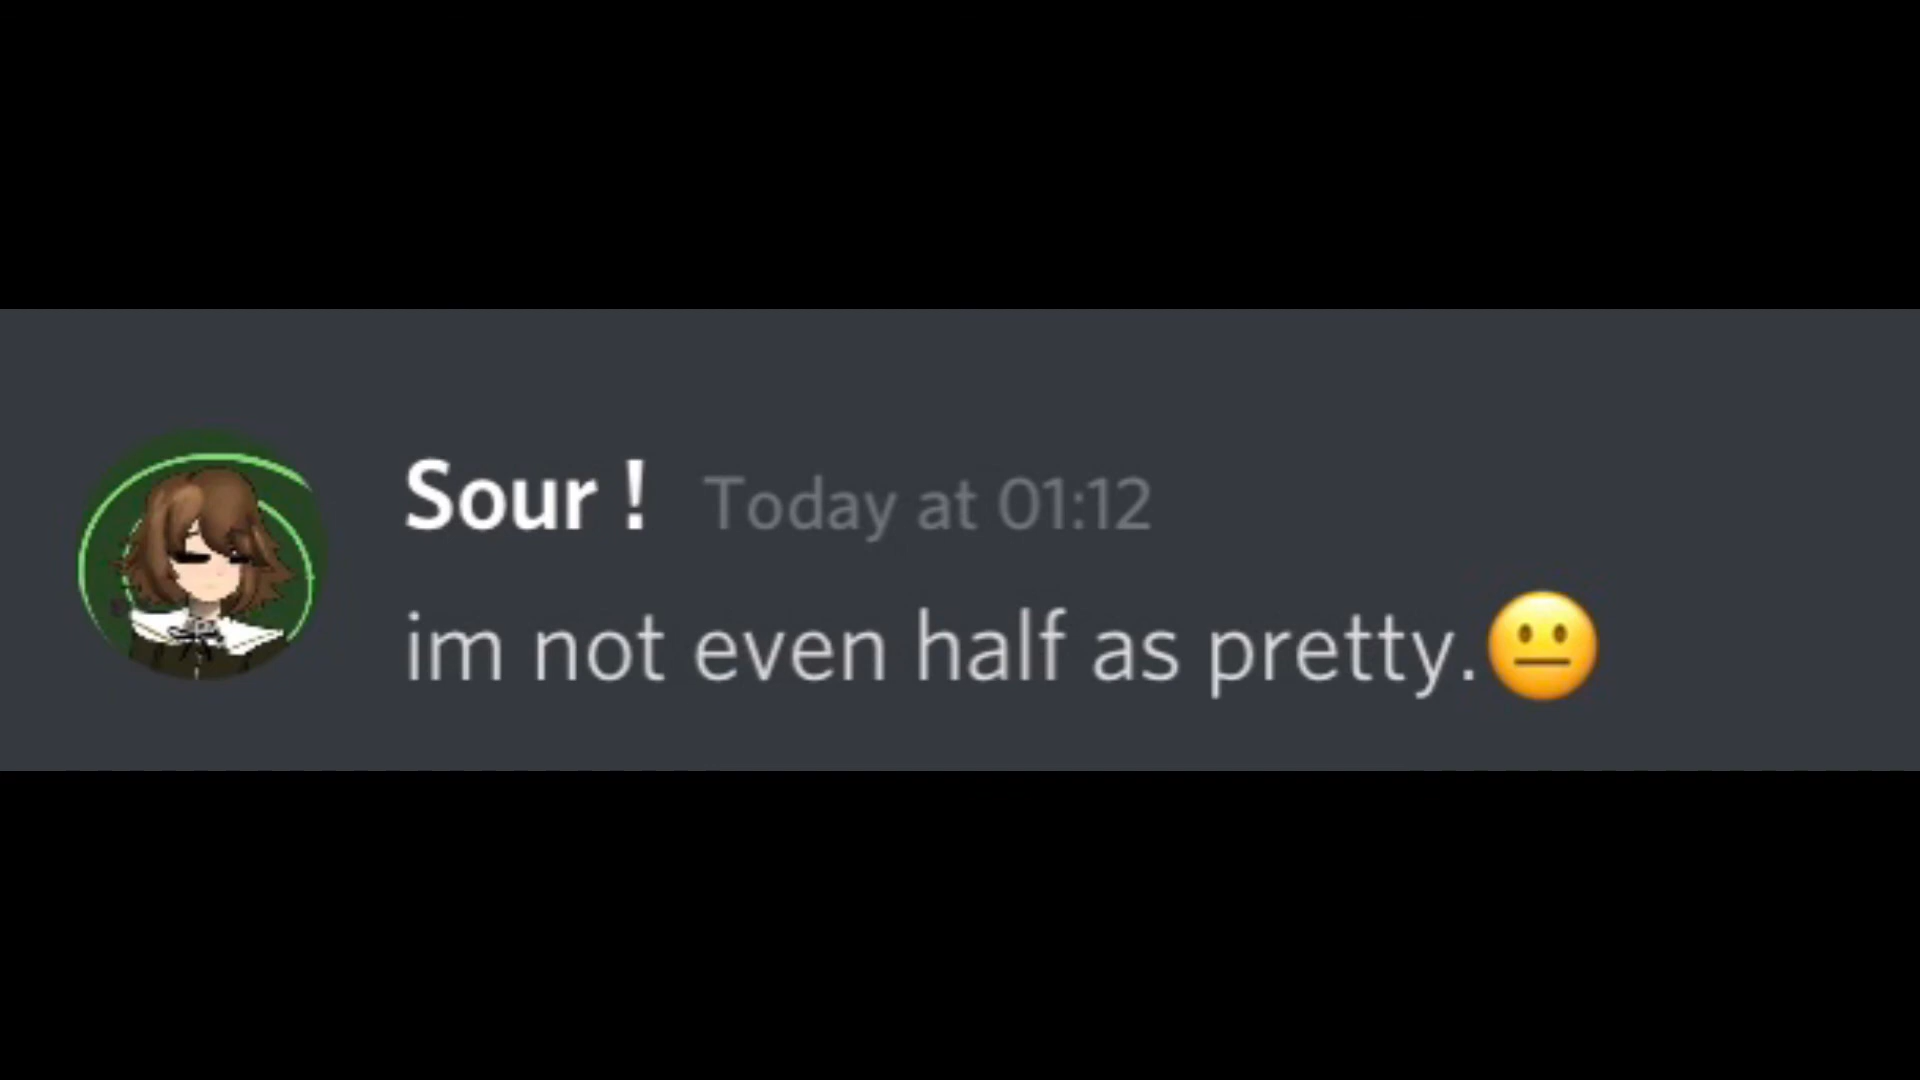 Sour ! Today at 01:12
im not even half as pretty.😐